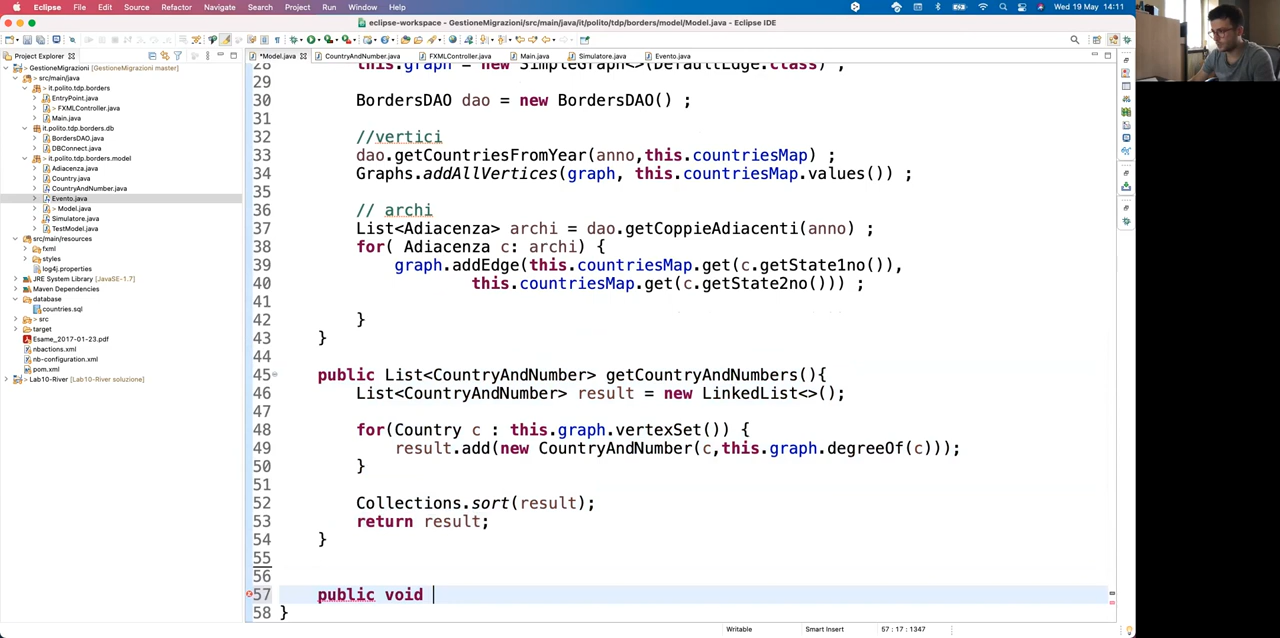 Eclipse File Edit Source Refactor Navigate Search Project Run Window Help
Wed 19 May 14:11
eclipse-workspace - GestioneMigrazioni/src/main/java/it/polito/tdp/borders/model/Model.java - Eclipse IDE
Project Explorer
*Model.java CountryAndNumber.java FXMLController.java Main.java Simulatore.java Evento.java
GestioneMigrazioni [GestioneMigrazioni master]
src/main/java
it.polito.tdp.borders
EntryPoint.java
FXMLController.java
Main.java
it.polito.tdp.borders.db
BordersDAO.java
DBConnect.java
it.polito.tdp.borders.model
Adiacenza.java
Country.java
CountryAndNumber.java
Evento.java
Model.java
Simulatore.java
TestModel.java
src/main/resources
fxml
styles
log4j.properties
JRE System Library [JavaSE-1.7]
Maven Dependencies
database
countries.sql
src
target
Esame_2017-01-23.pdf
nbactions.xml
nb-configuration.xml
pom.xml
Lab10-River [Lab10-River soluzione]
28 this.graph = new SimpleGraph<>(DefaultEdge.class) ;
29
30 BordersDAO dao = new BordersDAO() ;
31
32 //vertici
33 dao.getCountriesFromYear(anno,this.countriesMap) ;
34 Graphs.addAllVertices(graph, this.countriesMap.values()) ;
35
36 // archi
37 List<Adiacenza> archi = dao.getCoppieAdiacenti(anno) ;
38 for( Adiacenza c: archi) {
39 graph.addEdge(this.countriesMap.get(c.getState1no()),
40 this.countriesMap.get(c.getState2no())) ;
41
42 }
43 }
44
45 public List<CountryAndNumber> getCountryAndNumbers(){
46 List<CountryAndNumber> result = new LinkedList<>();
47
48 for(Country c : this.graph.vertexSet()) {
49 result.add(new CountryAndNumber(c,this.graph.degreeOf(c)));
50 }
51
52 Collections.sort(result);
53 return result;
54 }
55
56
57 public void
58 }
Writable Smart Insert 57 : 17 : 1347